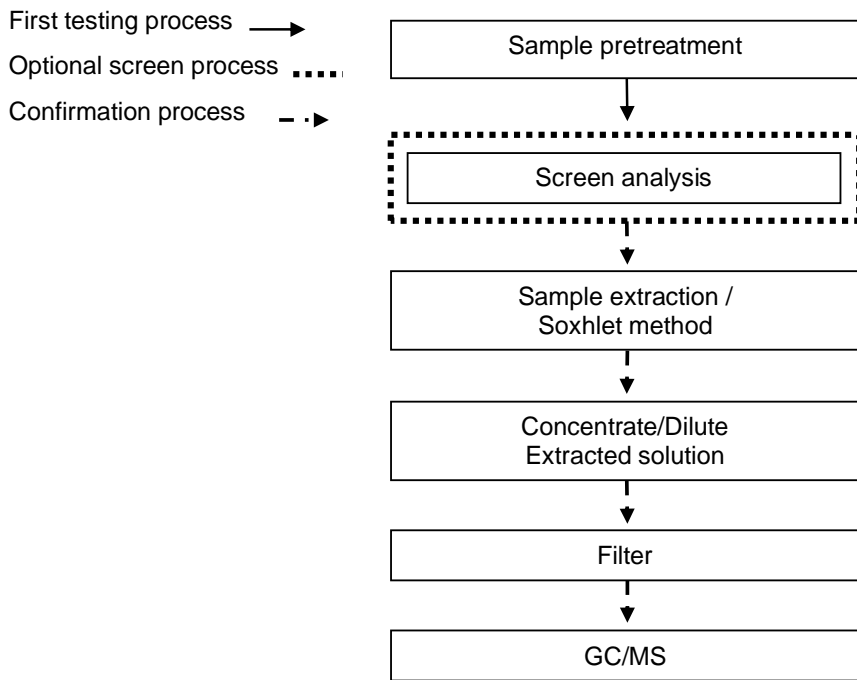 First testing process
Optional screen process
Confirmation process
Sample pretreatment
Screen analysis
Sample extraction /
Soxhlet method
Concentrate/Dilute
Extracted solution
Filter
GC/MS